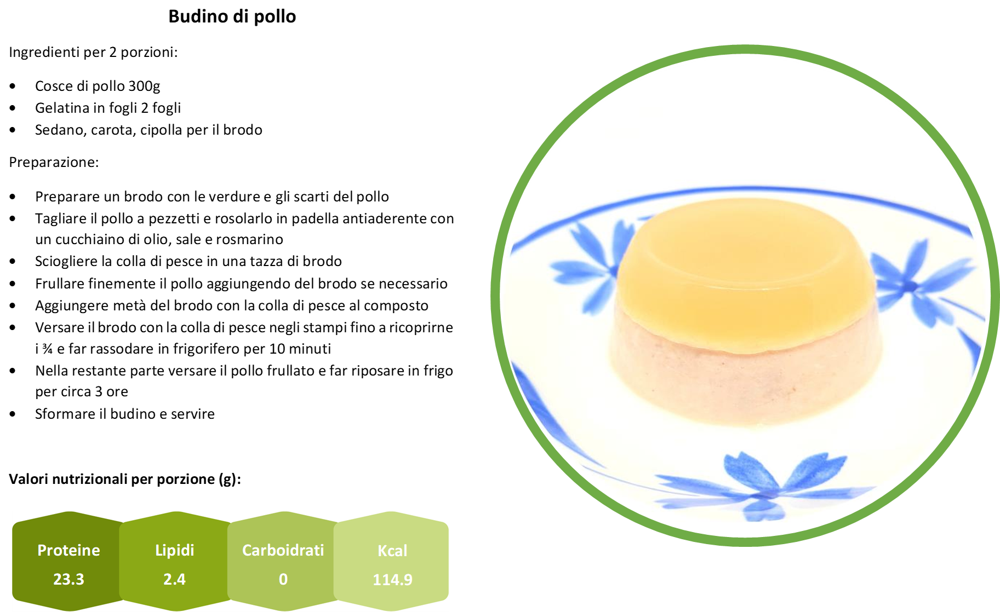 Budino di pollo
Ingredienti per 2 porzioni:
• Cosce di pollo 300g
• Gelatina in fogli 2 fogli
• Sedano, carota, cipolla per il brodo
Preparazione:
• Preparare un brodo con le verdure e gli scarti del pollo
• Tagliare il pollo a pezzetti e rosolarlo in padella antiaderente con
un cucchiaino di olio, sale e rosmarino
• Sciogliere la colla di pesce in una tazza di brodo
• Frullare finemente il pollo aggiungendo del brodo se necessario
• Aggiungere metà del brodo con la colla di pesce al composto
• Versare il brodo con la colla di pesce negli stampi fino a ricoprirne
i ¾ e far rassodare in frigorifero per 10 minuti
• Nella restante parte versare il pollo frullato e far riposare in frigo
per circa 3 ore
• Sformare il budino e servire
Valori nutrizionali per porzione (g):
Proteine Lipidi Carboidrati Kcal
23.3 2.4 0 114.9